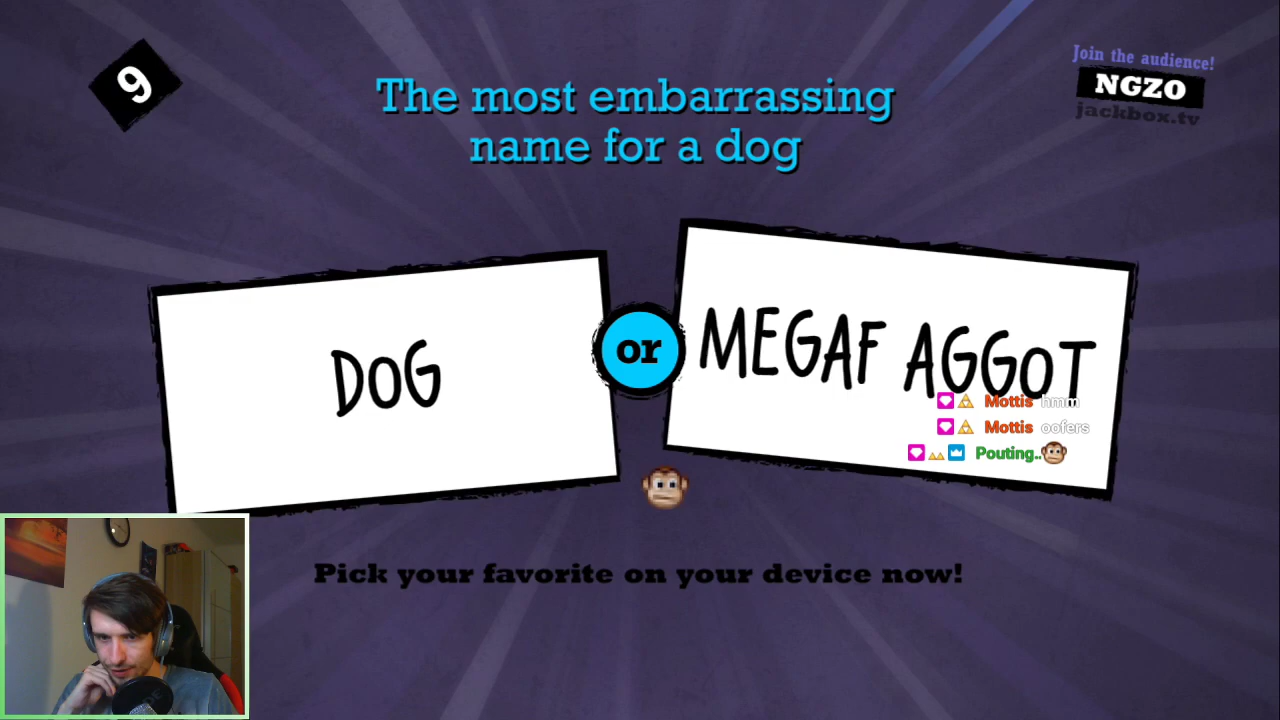 9
Join the audience!
NGZO
jackbox.tv
The most embarrassing
name for a dog
DOG
or
MEGAF AGGOT
Mottis hmm
Mottis oofers
Pouting..
Pick your favorite on your device now!